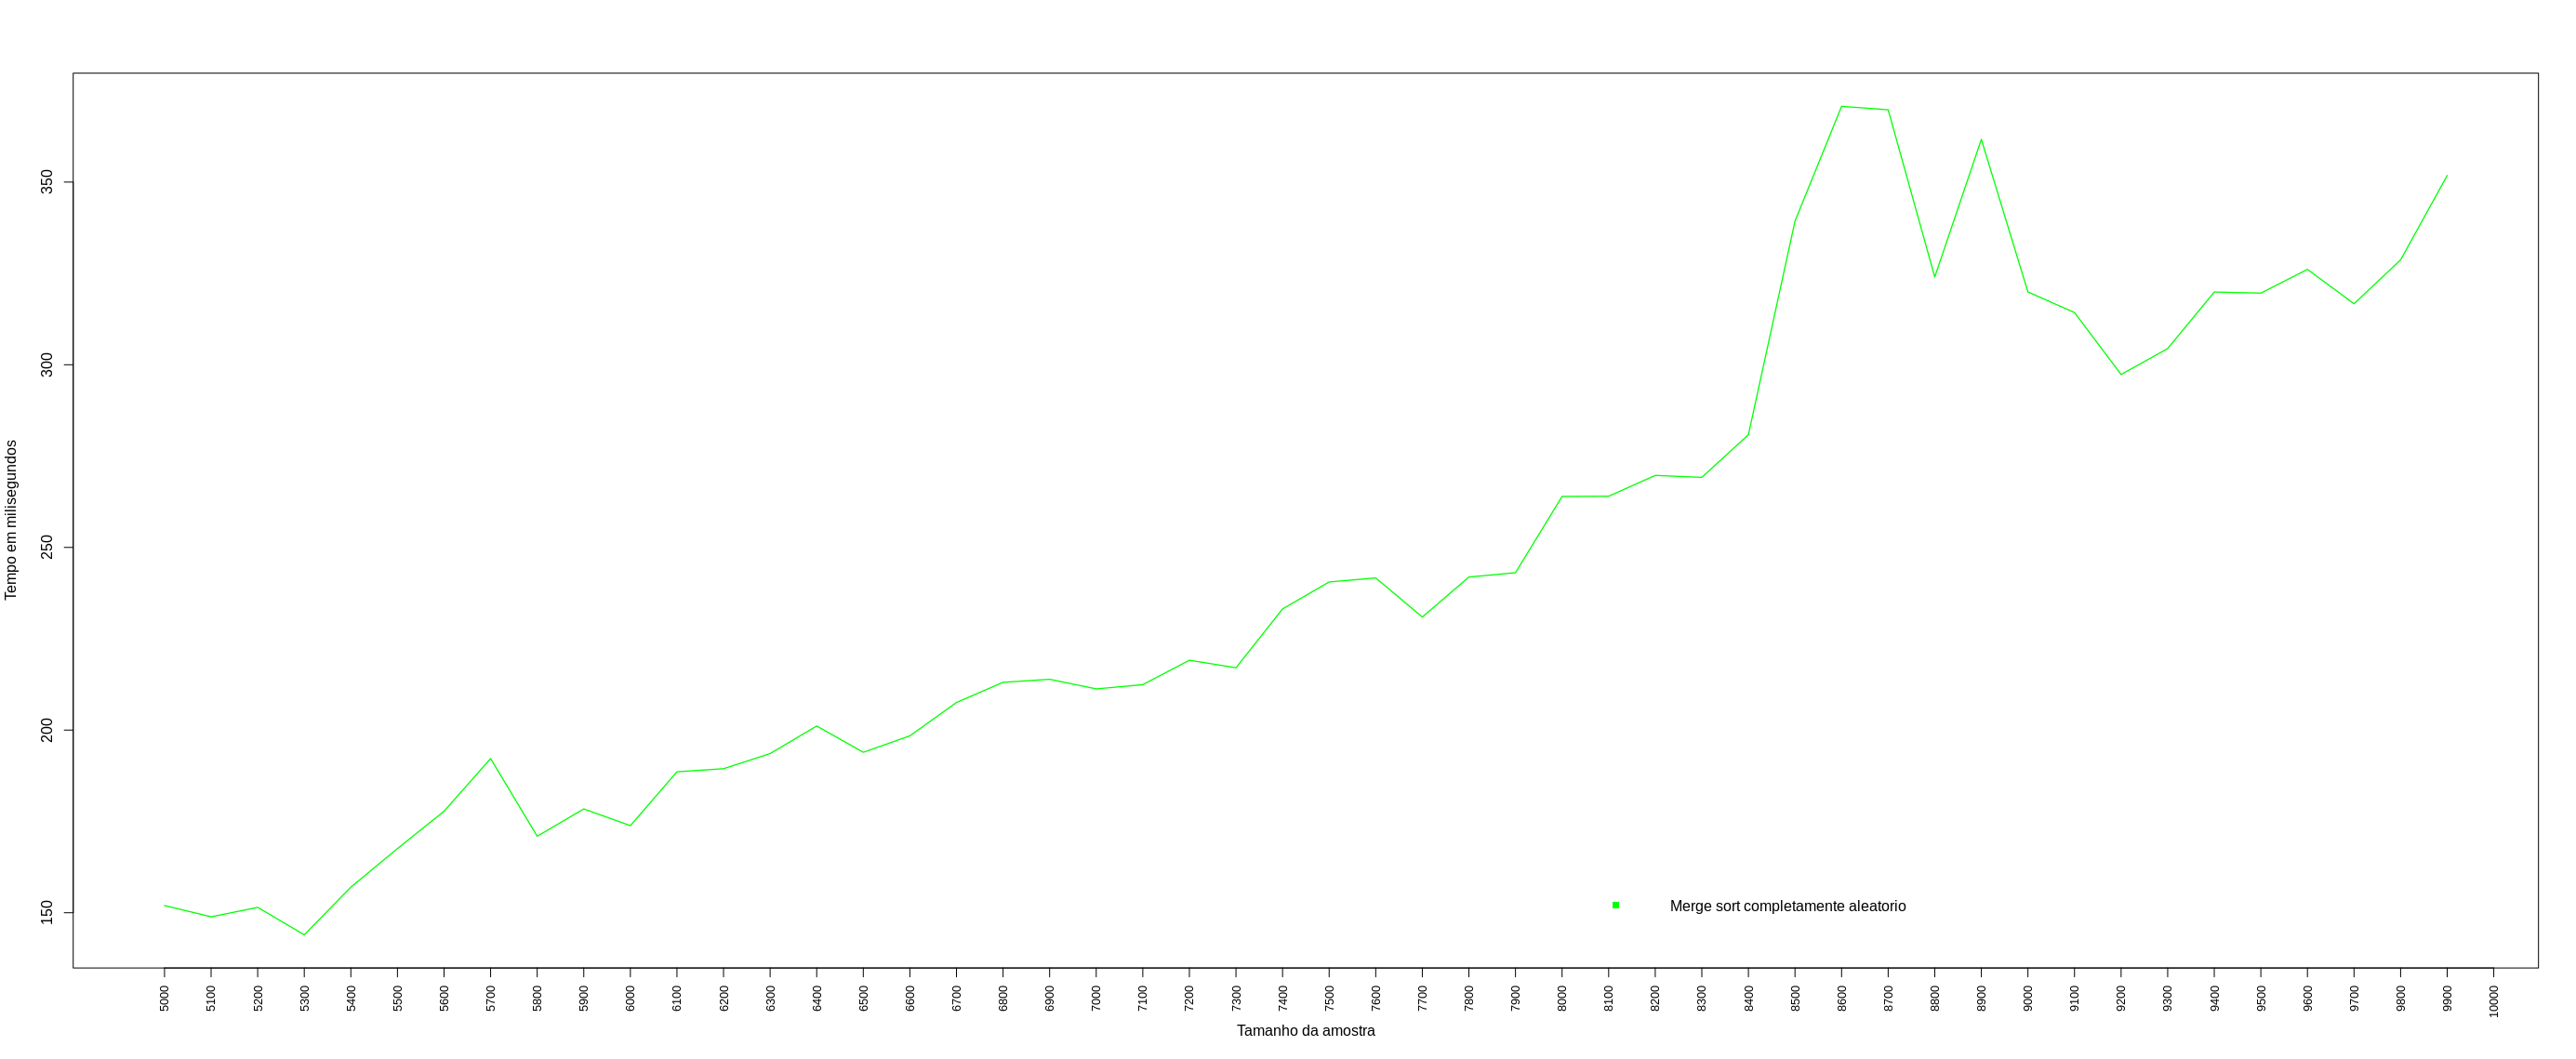 Tempo em milisegundos
350
300
250
200
150
Merge sort completamente aleatorio
5000 5100 5200 5300 5400 5500 5600 5700 5800 5900 6000 6100 6200 6300 6400 6500 6600 6700 6800 6900 7000 7100 7200 7300 7400 7500 7600 7700 7800 7900 8000 8100 8200 8300 8400 8500 8600 8700 8800 8900 9000 9100 9200 9300 9400 9500 9600 9700 9800 9900 10000
Tamanho da amostra